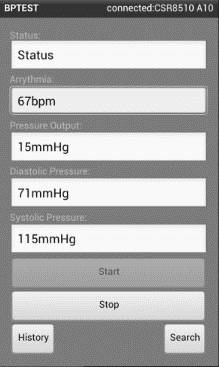 BPTEST connected:CSR8510 A10
Status:
Status
Arrythmia:
67bpm
Pressure Output:
15mmHg
Diastolic Pressure:
71mmHg
Systolic Pressure:
115mmHg
Start
Stop
History Search